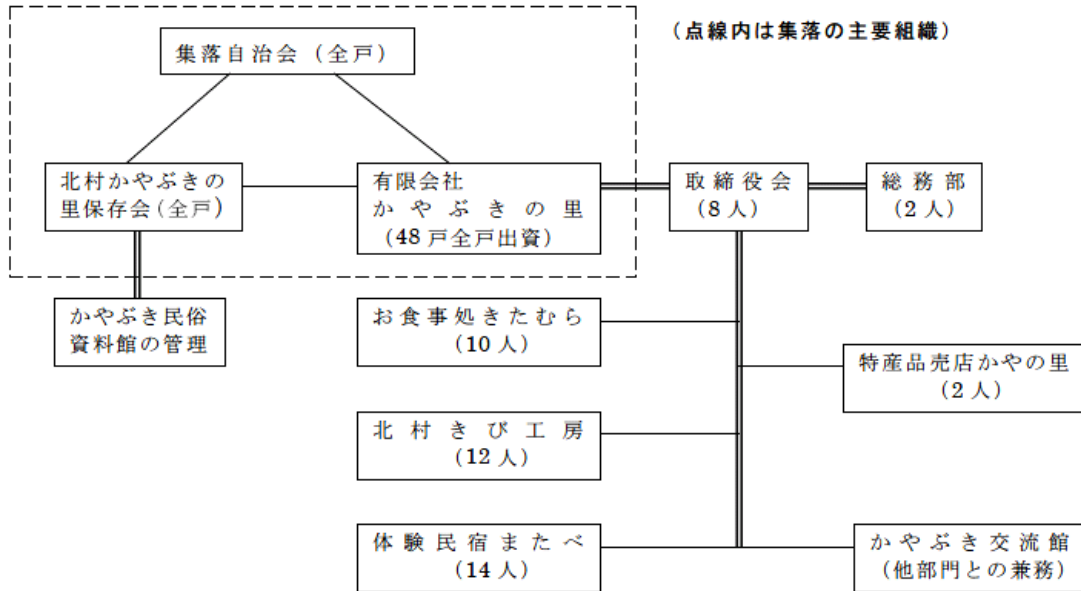 集落自治会（全戸）
（点線内は集落の主要組織）
北村かやぶきの
里保存会(全戸)
有限会社
かやぶきの里
(48戸全戸出資)
取締役会
(8人)
総務部
(2人)
かやぶき民俗
資料館の管理
お食事処きたむら
(10人)
特産品売店かやの里
(2人)
北村きび工房
(12人)
体験民宿またべ
(14人)
かやぶき交流館
(他部門との兼務)